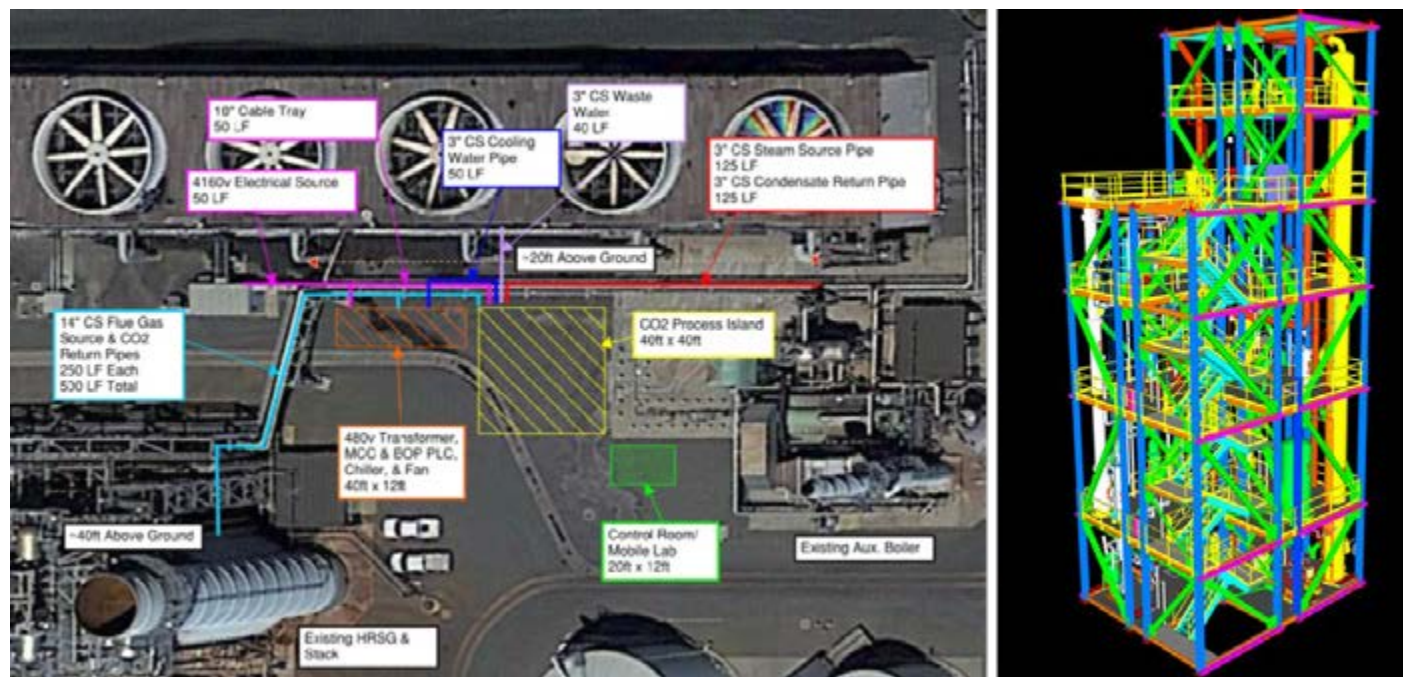 18" Cable Tray
50 LF
3" CS Waste
Water
40 LF
3" CS Cooling
Water Pipe
50 LF
3" CS Steam Source Pipe
125 LF
3" CS Condensate Return Pipe
125 LF
4160v Electrical Source
50 LF
~20ft Above Ground
14" CS Flue Gas
Source & CO2
Return Pipes
250 LF Each
500 LF Total
CO2 Process Island
40ft x 40ft
480v Transformer,
MCC & BOP PLC,
Chiller, & Fan
40ft x 12ft
~40ft Above Ground
Control Room/
Mobile Lab
20ft x 12ft
Existing Aux. Boiler
Existing HRSG &
Stack